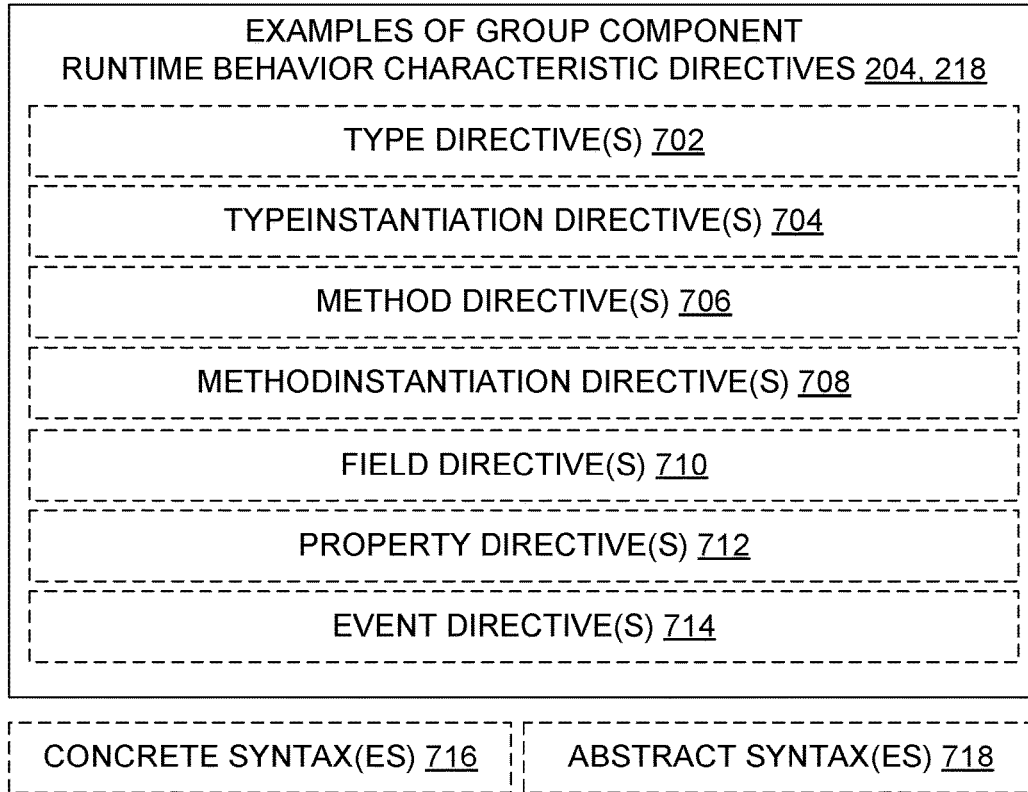 EXAMPLES OF GROUP COMPONENT
RUNTIME BEHAVIOR CHARACTERISTIC DIRECTIVES 204, 218
TYPE DIRECTIVE(S) 702
TYPEINSTANTIATION DIRECTIVE(S) 704
METHOD DIRECTIVE(S) 706
METHODINSTANTIATION DIRECTIVE(S) 708
FIELD DIRECTIVE(S) 710
PROPERTY DIRECTIVE(S) 712
EVENT DIRECTIVE(S) 714
CONCRETE SYNTAX(ES) 716
ABSTRACT SYNTAX(ES) 718